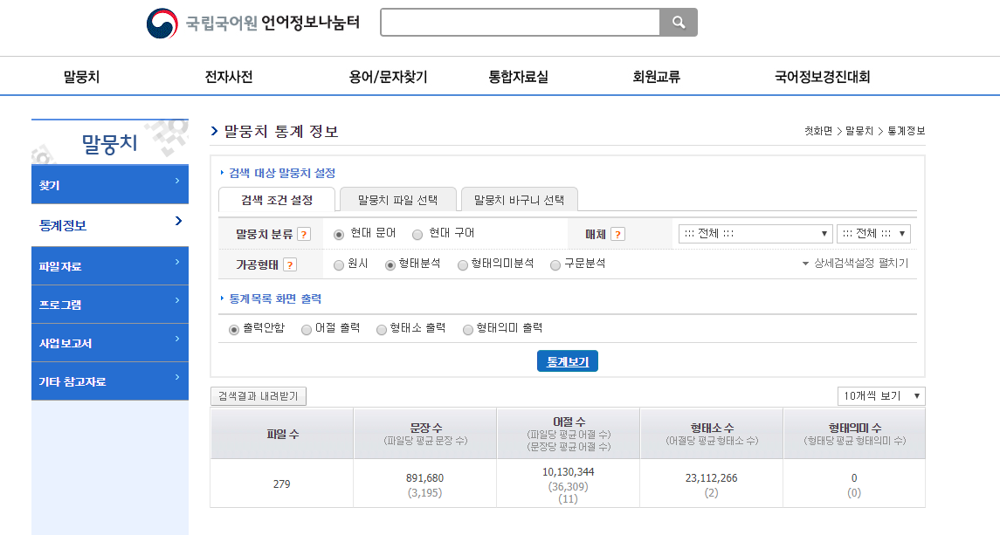 국립국어원 언어정보나눔터
말뭉치 전자사전 용어/문자찾기 통합자료실 회원교류 국어정보경진대회
말뭉치
찾기
통계정보
파일자료
프로그램
사업보고서
기타 참고자료
말뭉치 통계 정보
첫화면 > 말뭉치 > 통계정보
검색 대상 말뭉치 설정
검색 조건 설정 말뭉치 파일 선택 말뭉치 바구니 선택
말뭉치 분류 ? 현대 문어 현대 구어 매체 ? ::: 전체 ::: ::: 전체 :::
가공형태 ? 원시 형태분석 형태의미분석 구문분석 상세검색설정 펼치기
통계목록 화면 출력
출력안함 어절 출력 형태소 출력 형태의미 출력
통계보기
검색결과 내려받기 10개씩 보기
파일 수
문장 수
(파일당 평균 문장 수)
어절 수
(파일당 평균 어절 수)
(문장당 평균 어절 수)
형태소 수
(어절당 평균 형태소 수)
형태의미 수
(형태당 평균 형태의미 수)
279
891,680
(3,195)
10,130,344
(36,309)
(11)
23,112,266
(2)
0
(0)